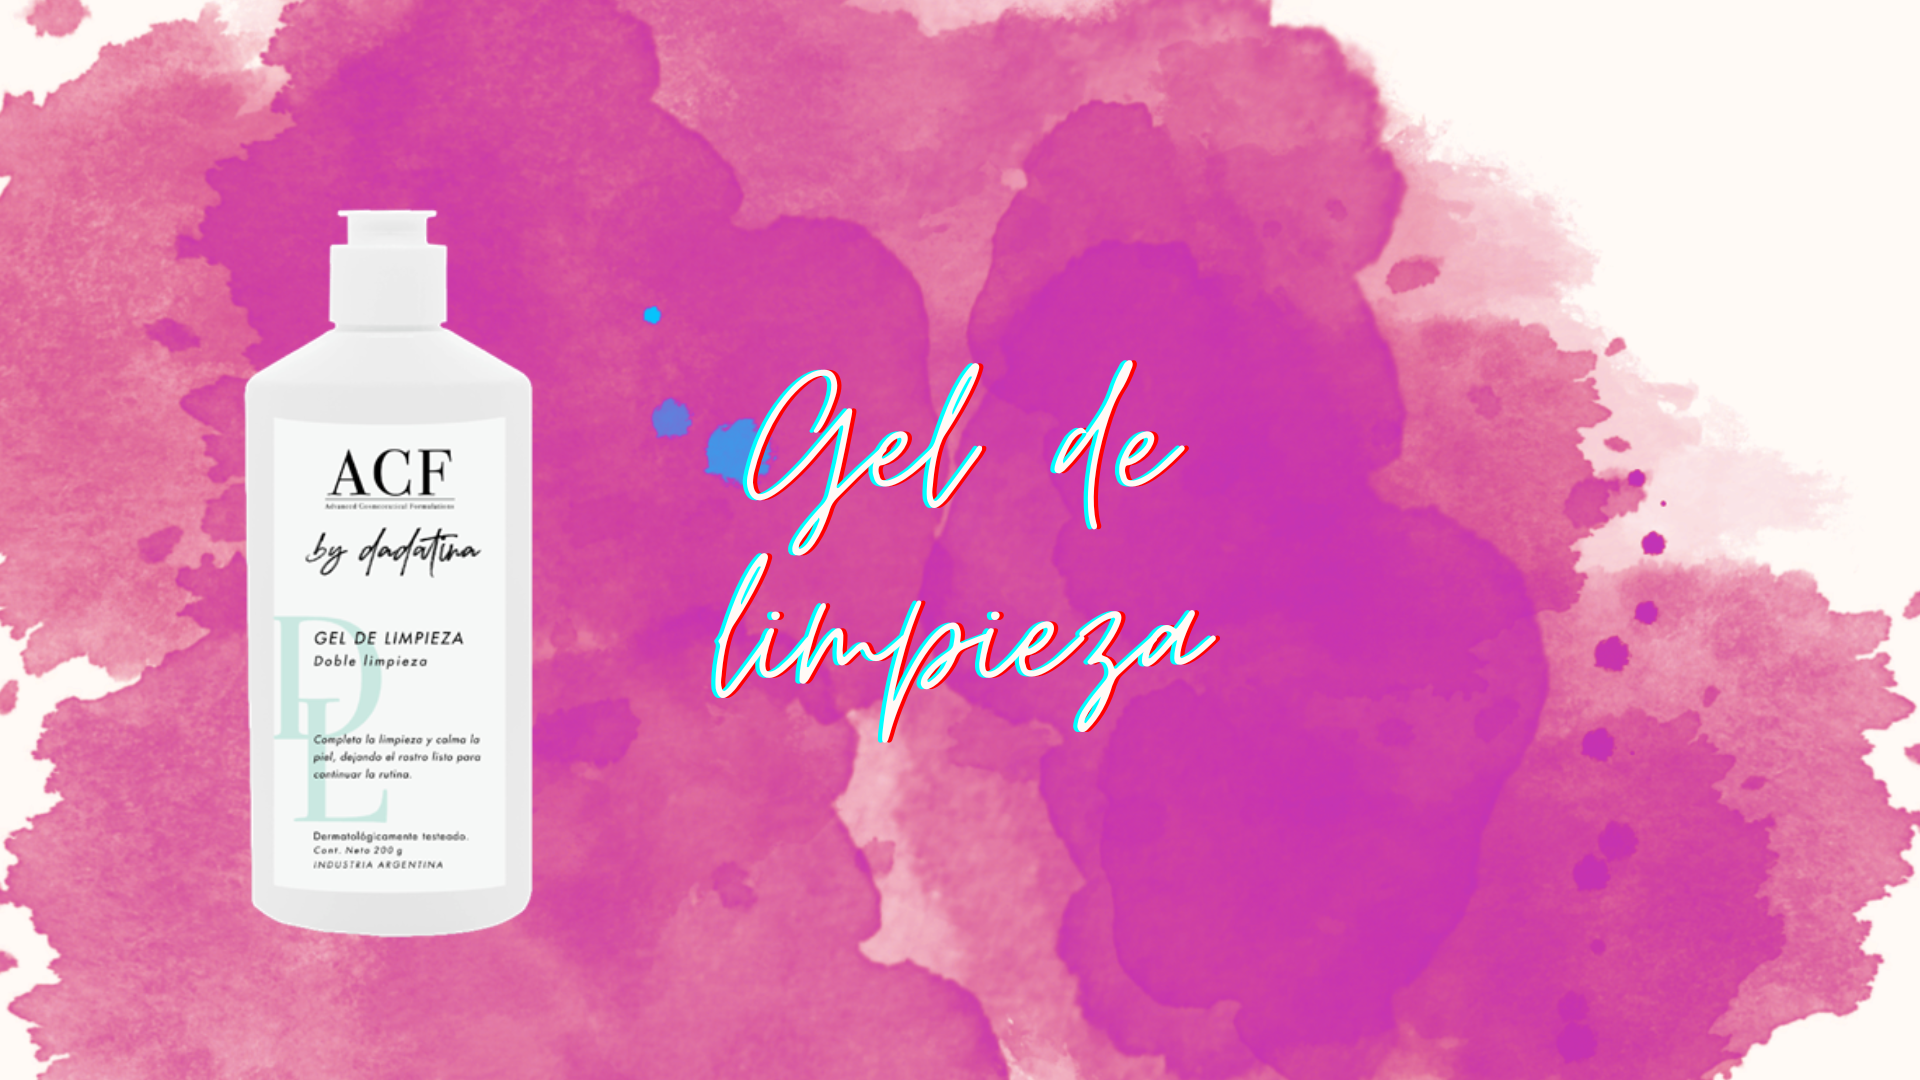 ACF
Advanced Cosmeceutical Formulations
by dadatina
GEL DE LIMPIEZA
Doble limpieza
DL
Completa la limpieza y calma la
piel, dejando el rostro listo para
continuar la rutina.
Dermatológicamente testeado.
Cont. Neto 200 g
INDUSTRIA ARGENTINA
Gel de
limpieza